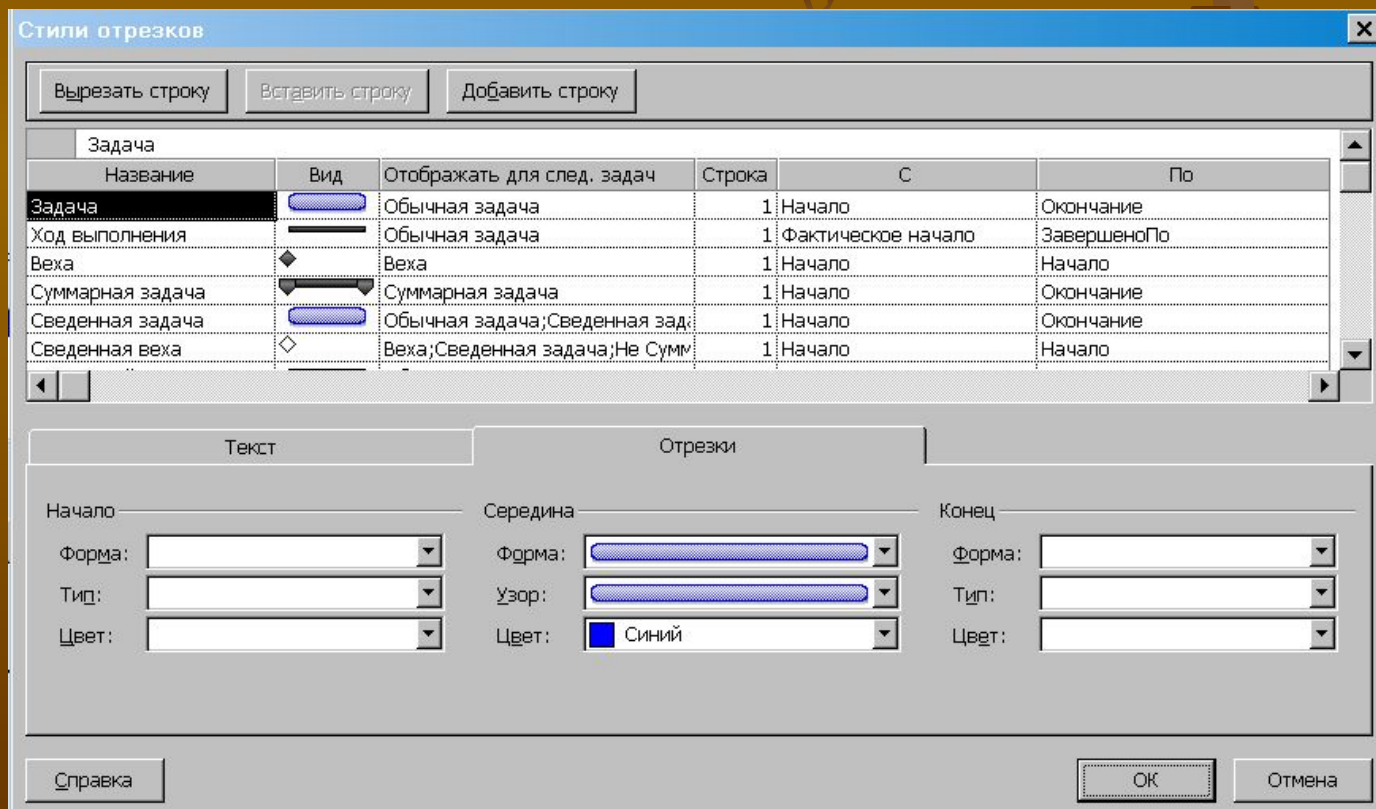 Стили отрезков
Вырезать строку Вставить строку Добавить строку
Задача
Название Вид Отображать для след. задач Строка С По
Задача Обычная задача 1 Начало Окончание
Ход выполнения Обычная задача 1 Фактическое начало ЗавершеноПо
Веха Веха 1 Начало Начало
Суммарная задача Суммарная задача 1 Начало Окончание
Сведенная задача Обычная задача;Сведенная зада 1 Начало Окончание
Сведенная веха Веха;Сведенная задача;Не Сумм 1 Начало Начало
Текст Отрезки
Начало Середина Конец
Форма: Форма: Форма:
Тип: Узор: Тип:
Цвет: Цвет: Синий Цвет:
Справка ОК Отмена